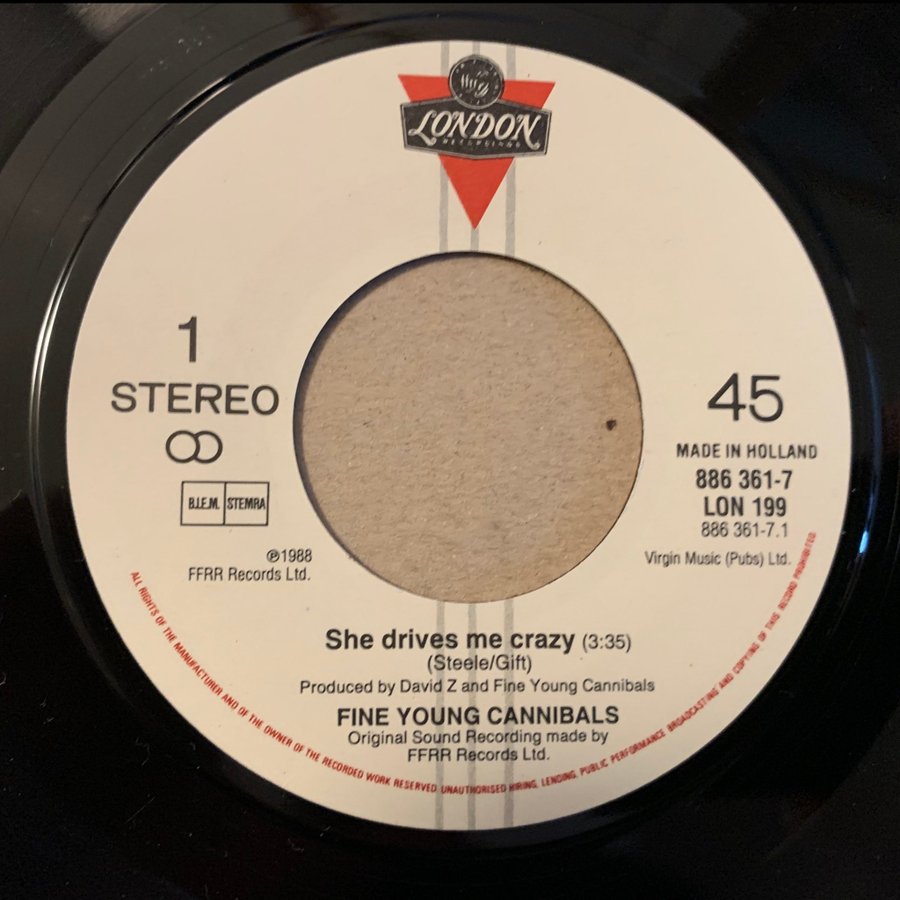 ffrr
LONDON
RECORDINGS
1
STEREO
B.I.E.M. STEMRA
℗1988
FFRR Records Ltd.
45
MADE IN HOLLAND
886 361-7
LON 199
886 361-7.1
Virgin Music (Pubs) Ltd.
She drives me crazy (3:35)
(Steele/Gift)
Produced by David Z and Fine Young Cannibals
FINE YOUNG CANNIBALS
Original Sound Recording made by
FFRR Records Ltd.
ALL RIGHTS OF THE MANUFACTURER AND OF THE OWNER OF THE RECORDED WORK RESERVED. UNAUTHORISED HIRING, LENDING, PUBLIC PERFORMANCE BROADCASTING AND COPYING OF THIS RECORD PROHIBITED